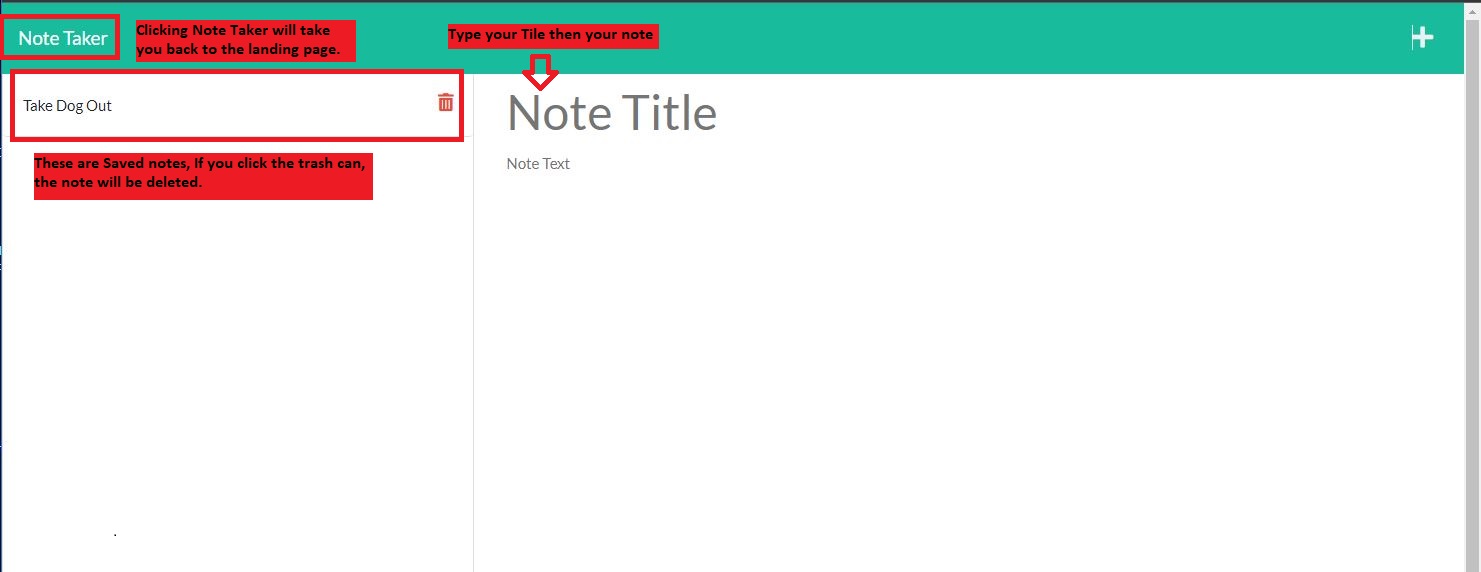 Note Taker
Clicking Note Taker will take
you back to the landing page.
Type your Tile then your note
Take Dog Out
These are Saved notes, If you click the trash can,
the note will be deleted.
Note Title
Note Text